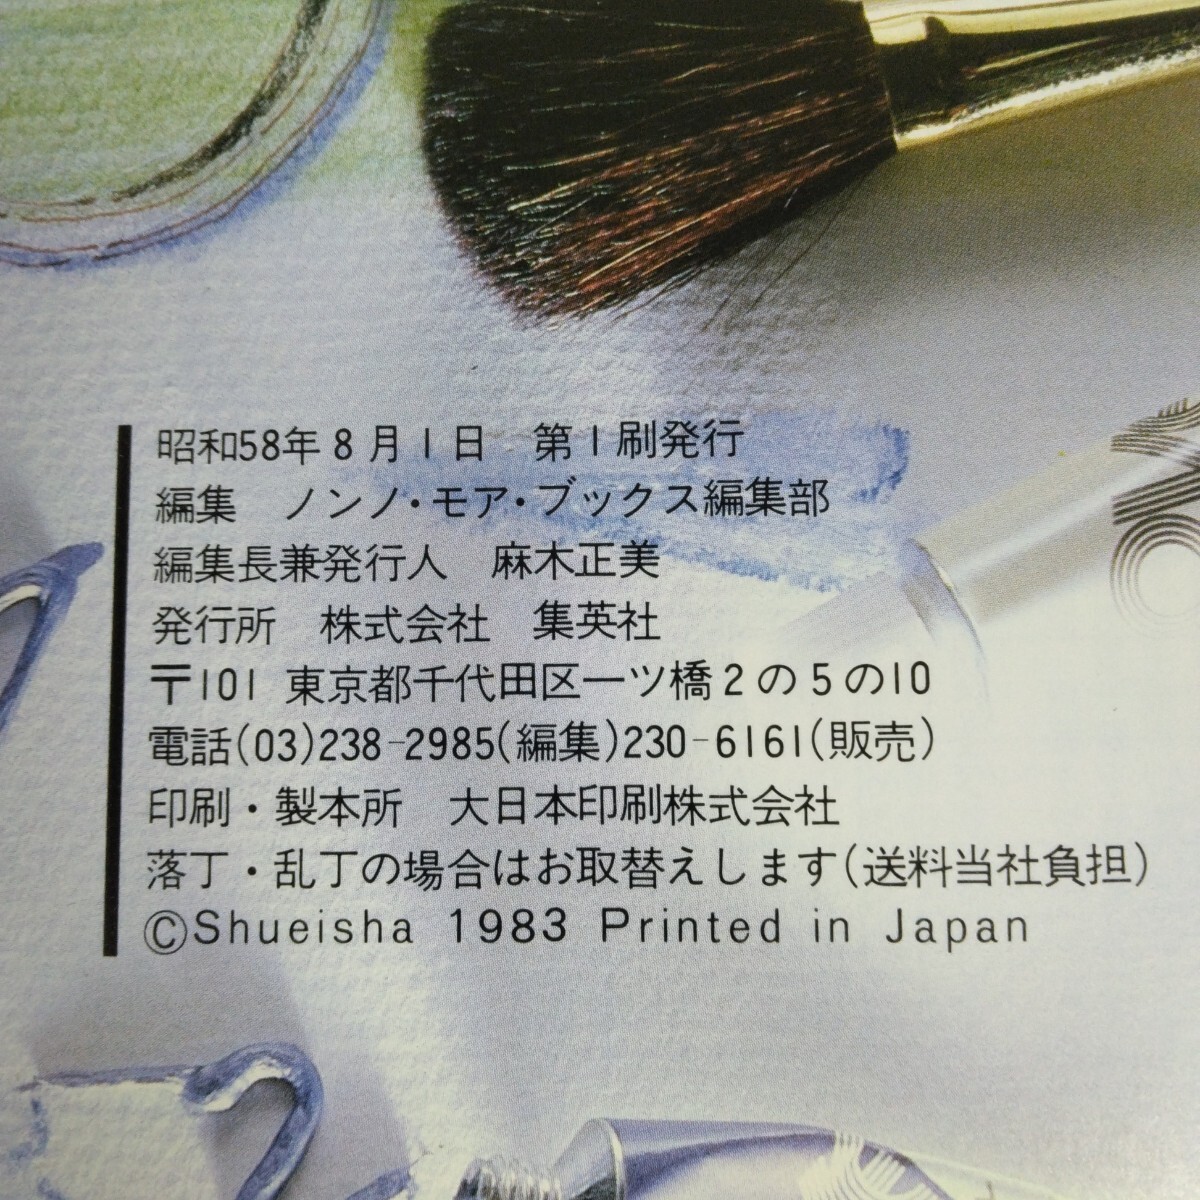 昭和58年8月1日　第1刷発行
編集　ノンノ・モア・ブックス編集部
編集長兼発行人　麻木正美
発行所　株式会社　集英社
〒101 東京都千代田区一ツ橋2の5の10
電話(03)238-2985(編集)230-6161(販売)
印刷・製本所　大日本印刷株式会社
落丁・乱丁の場合はお取替えします(送料当社負担)
©Shueisha 1983 Printed in Japan